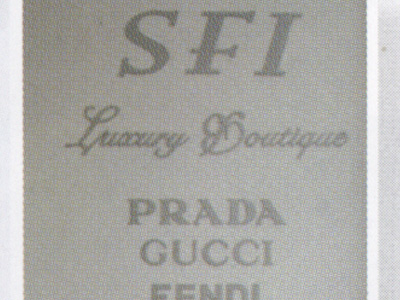 SFI
Luxury Boutique
PRADA
GUCCI
FENDI